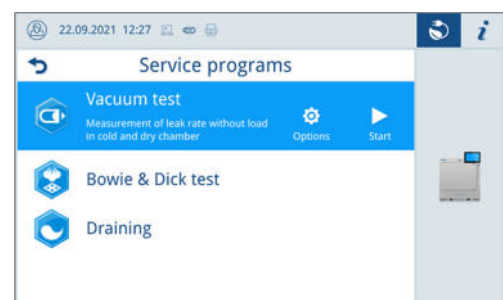 22.09.2021 12:27
i
Service programs
Vacuum test
Measurement of leak rate without load
in cold and dry chamber
Options
Start
Bowie & Dick test
Draining